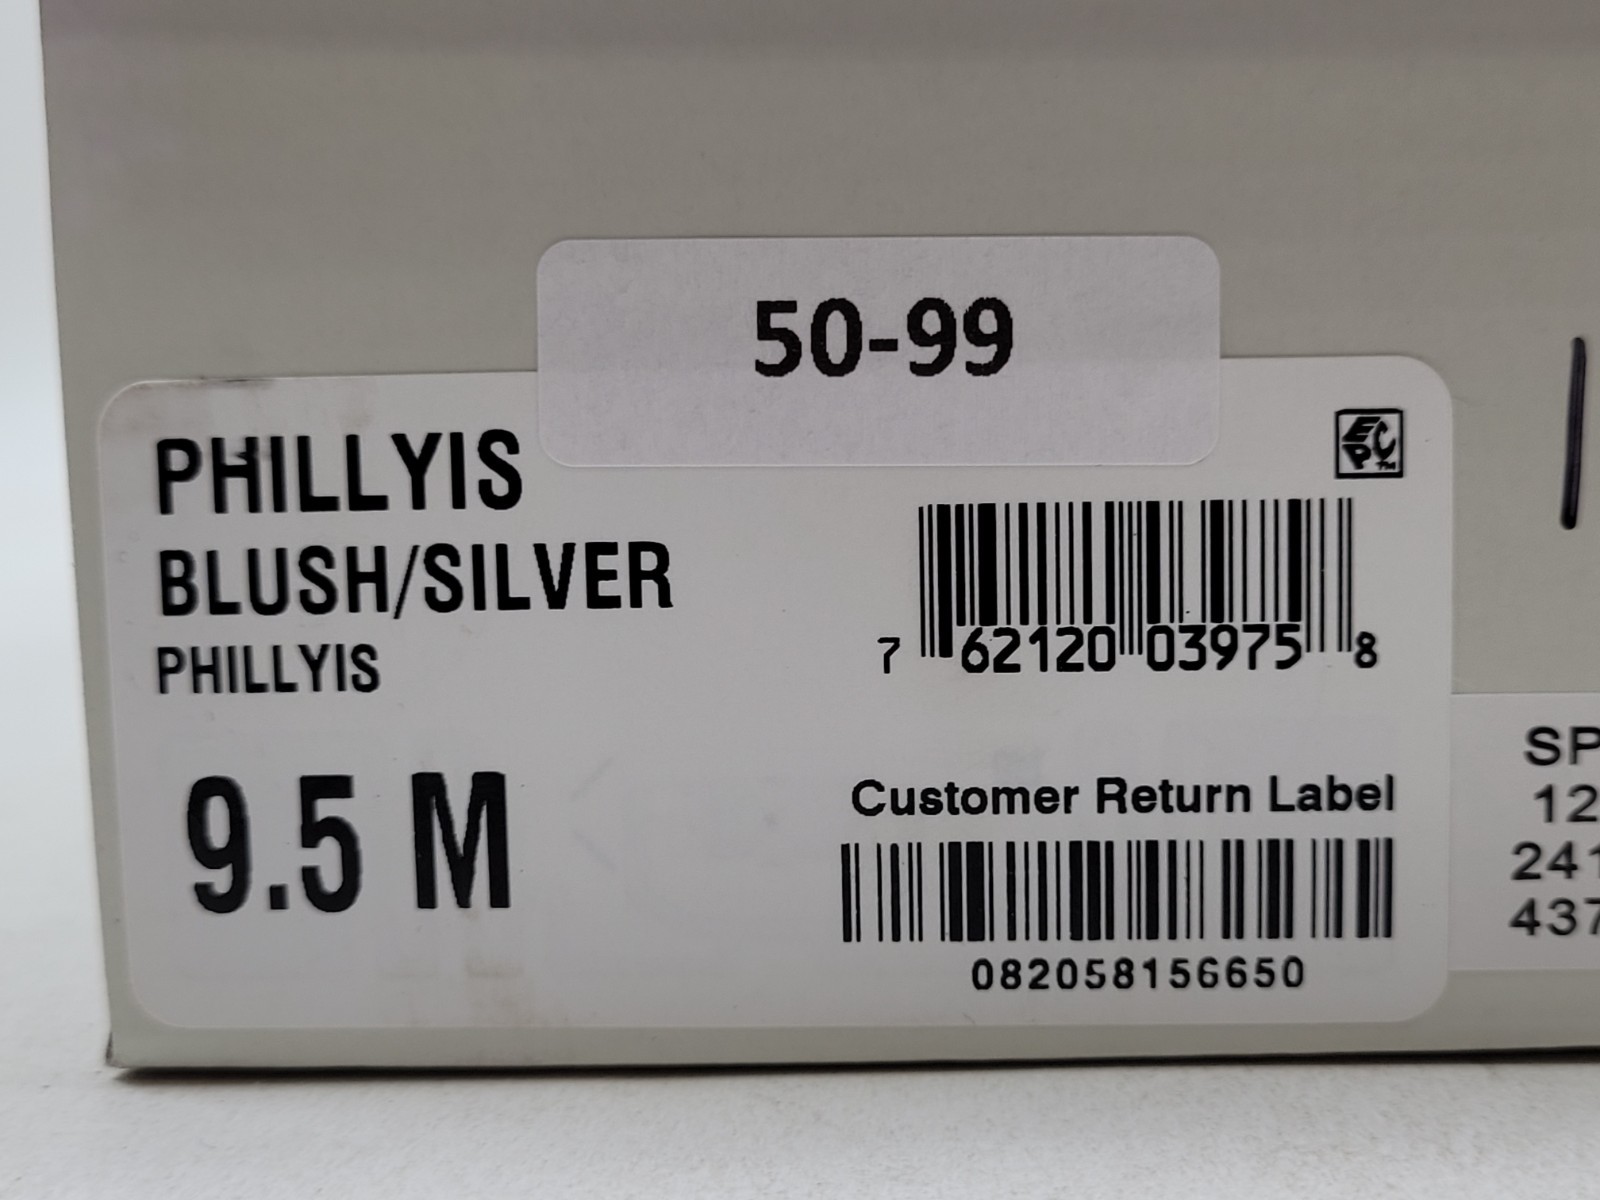 50-99
PHILLYIS
BLUSH/SILVER
PHILLYIS
9.5 M
EPC™
7 62120 03975 8
Customer Return Label
082058156650
SP
12
241
437